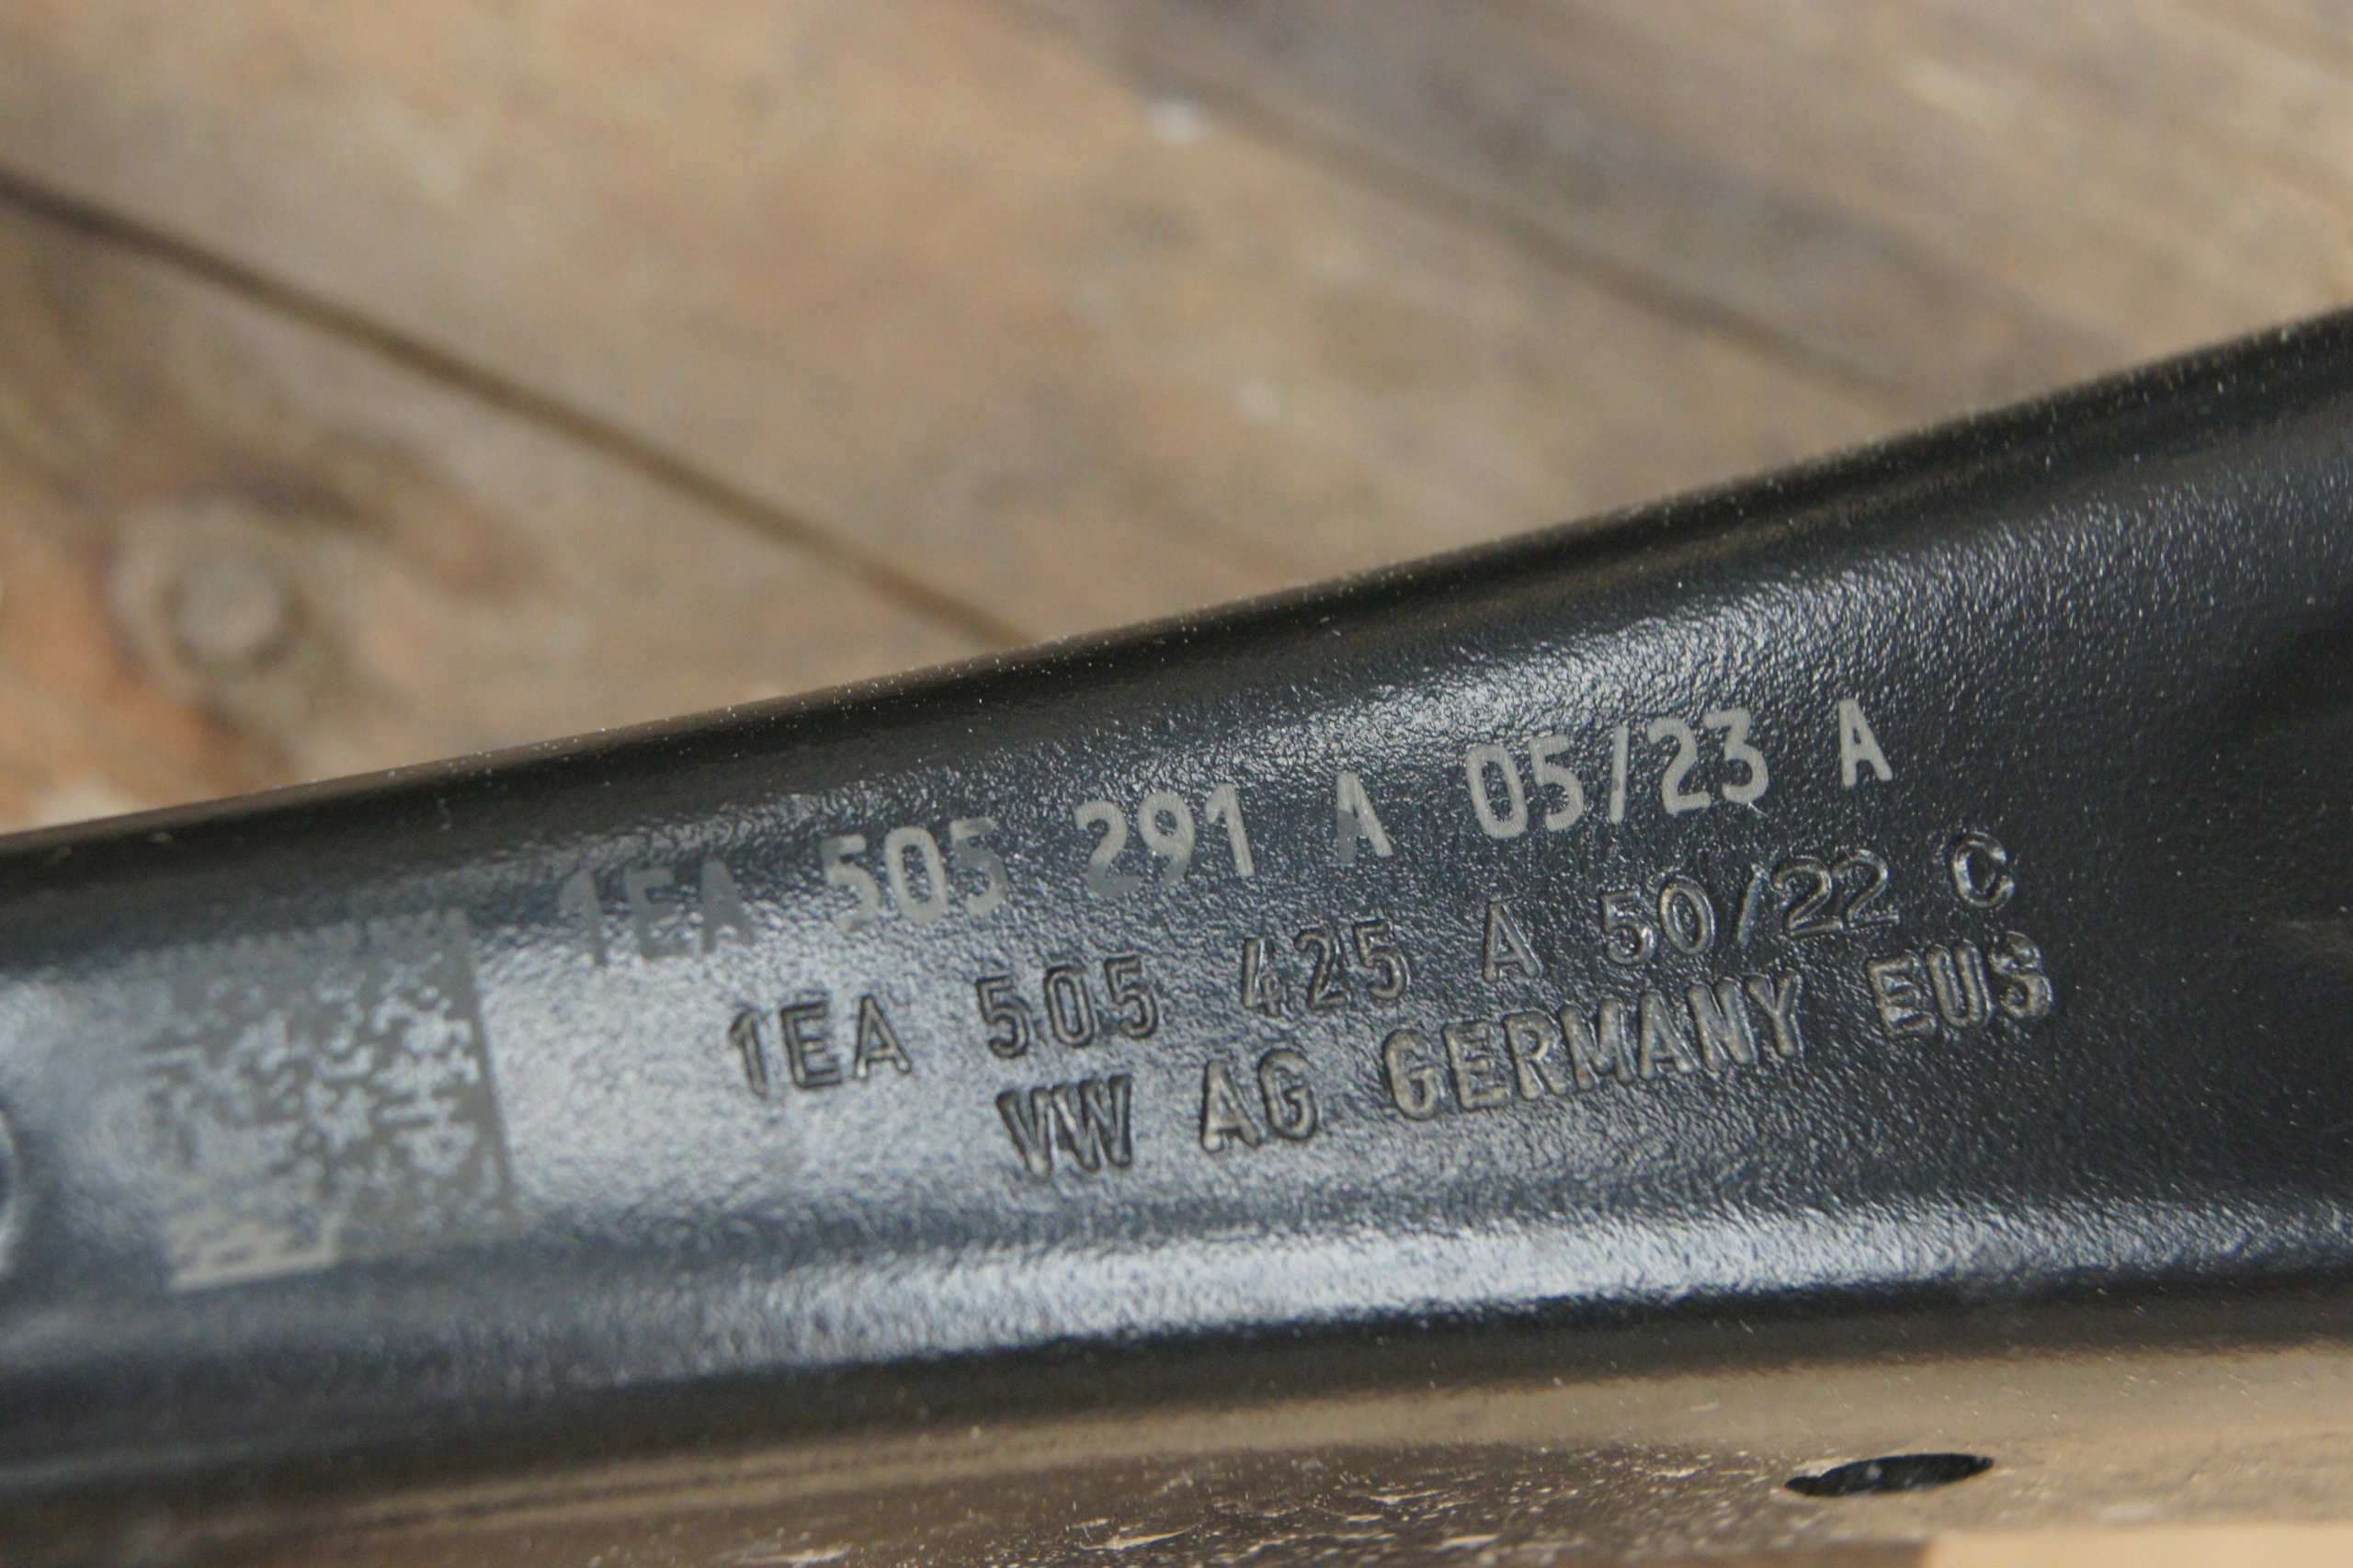 1EA 505 291 A 05/23 A
1EA 505 425 A 50/22 C
VW AG GERMANY EUS